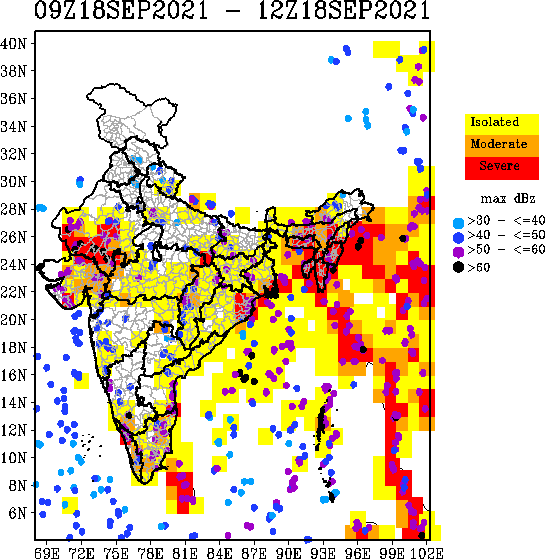 09Z18SEP2021 - 12Z18SEP2021
40N
38N
36N
34N
32N
30N
28N
26N
24N
22N
20N
18N
16N
14N
12N
10N
8N
6N
69E 72E 75E 78E 81E 84E 87E 90E 93E 96E 99E 102E
Isolated
Moderate
Severe
max dBz
>30 - <=40
>40 - <=50
>50 - <=60
>60